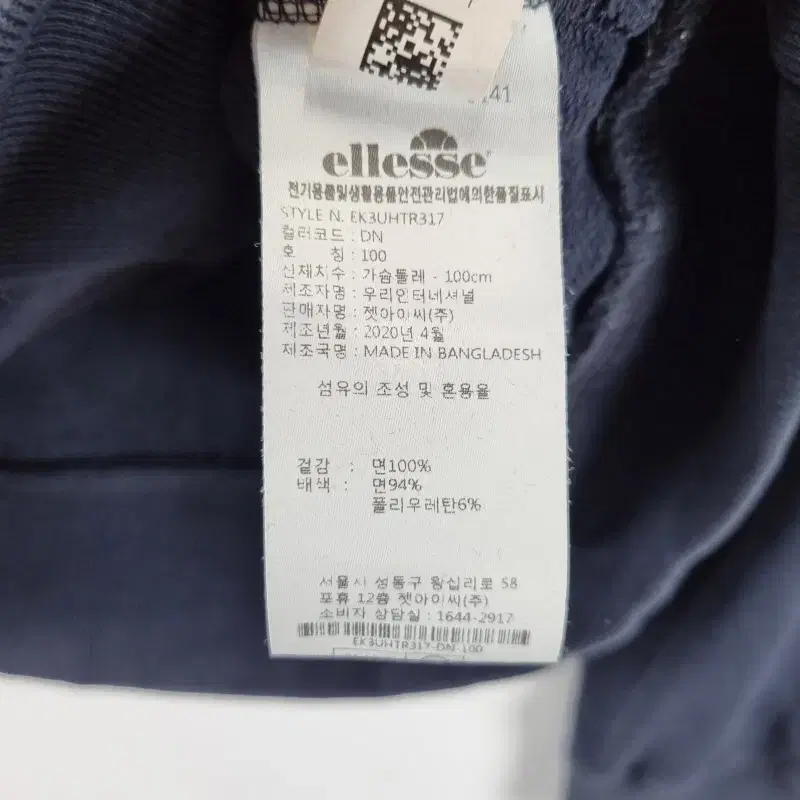 141
ellesse
전기용품및생활용품안전관리법에의한품질표시
STYLE N. EK3UHTR317
컬러코드 : DN
호 칭 : 100
신체치수 : 가슴둘레 - 100cm
제조자명 : 우리인터네셔널
판매자명 : 젯아이씨(주)
제조년월 : 2020년 4월
제조국명 : MADE IN BANGLADESH
섬유의 조성 및 혼용율
겉감 : 면100%
배색 : 면94%
폴리우레탄6%
서울시 성동구 왕십리로 58
포휴 12층 젯아이씨(주)
소비자 상담실 : 1644-2917
EK3UHTR317-DN-100